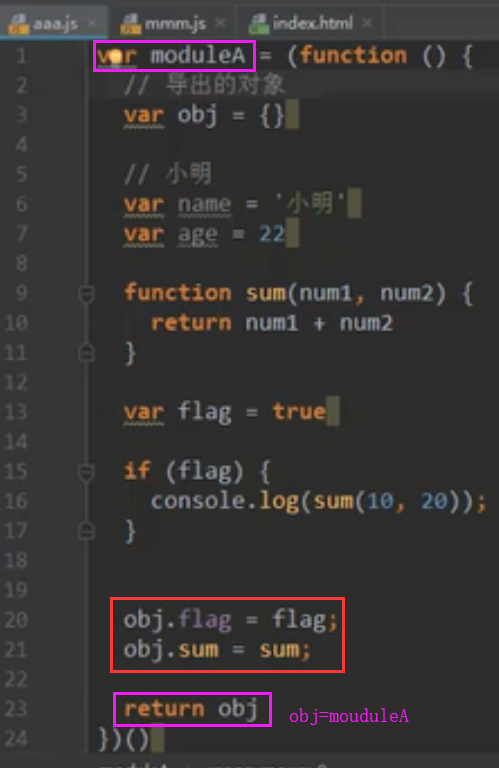 aaa.js × mmm.js × index.html ×
1 var moduleA = (function () {
2 // 导出的对象
3 var obj = {}
4
5 // 小明
6 var name = '小明'
7 var age = 22
8
9 function sum(num1, num2) {
10 return num1 + num2
11 }
12
13 var flag = true
14
15 if (flag) {
16 console.log(sum(10, 20));
17 }
18
19
20 obj.flag = flag;
21 obj.sum = sum;
22
23 return obj obj=mouduleA
24 })()